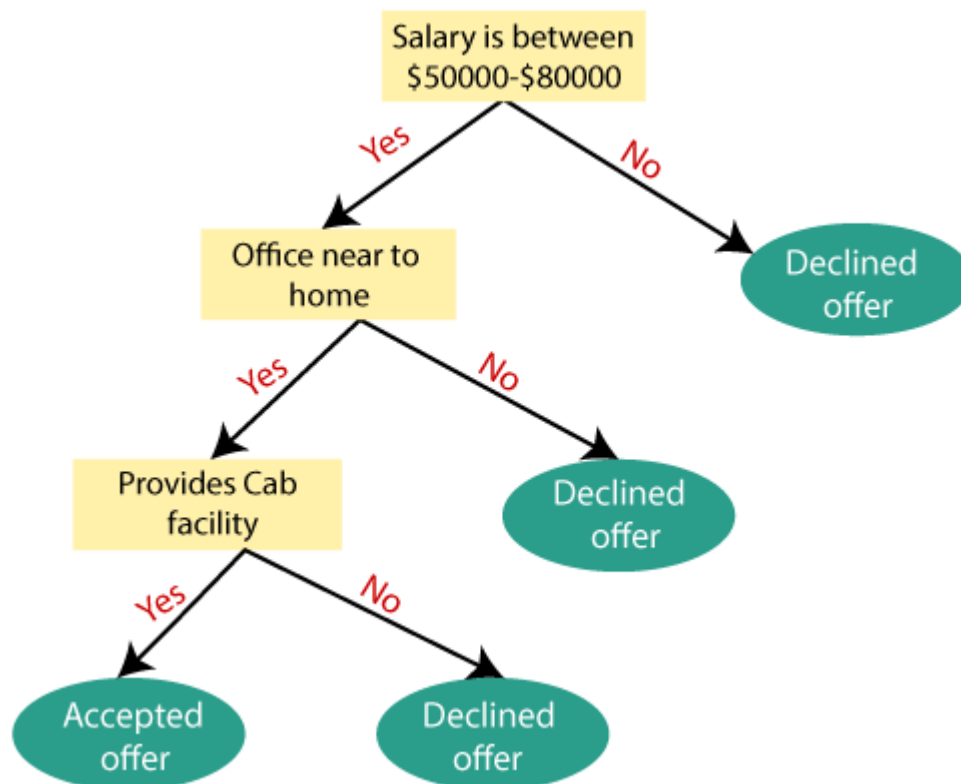 Salary is between
$50000-$80000
Yes
No
Office near to
home
Declined
offer
Yes
No
Provides Cab
facility
Declined
offer
Yes
No
Accepted
offer
Declined
offer